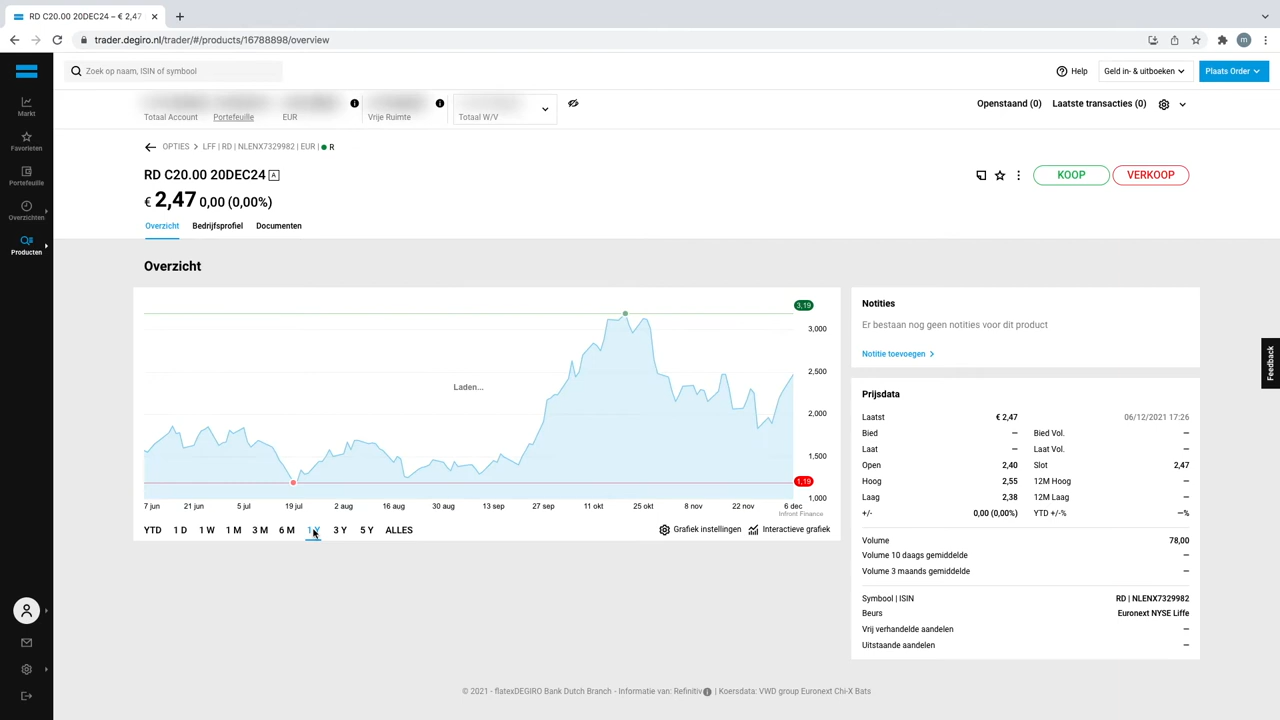 RD C20.00 20DEC24 – € 2,47
trader.degiro.nl/trader/#/products/16788898/overview
m
Zoek op naam, ISIN of symbool
Help
Geld in- & uitboeken
Plaats Order
Markt
Favorieten
Portefeuille
Overzichten
Producten
Totaal Account
Portefeuille
EUR
Vrije Ruimte
Totaal W/V
Openstaand (0)
Laatste transacties (0)
OPTIES > LFF | RD | NLENX7329982 | EUR | R
RD C20.00 20DEC24 A
€ 2,47 0,00 (0,00%)
KOOP
VERKOOP
Overzicht
Bedrijfsprofiel
Documenten
Overzicht
3,19
3,000
2,500
2,000
1,500
1,19
1,000
Laden...
7 jun 21 jun 5 jul 19 jul 2 aug 16 aug 30 aug 13 sep 27 sep 11 okt 25 okt 8 nov 22 nov 6 dec
Infront Finance
YTD 1 D 1 W 1 M 3 M 6 M 1 Y 3 Y 5 Y ALLES
Grafiek instellingen
Interactieve grafiek
Notities
Er bestaan nog geen notities voor dit product
Notitie toevoegen >
Prijsdata
Laatst € 2,47 06/12/2021 17:26
Bied — Bied Vol. —
Laat — Laat Vol. —
Open 2,40 Slot 2,47
Hoog 2,55 12M Hoog —
Laag 2,38 12M Laag —
+/- 0,00 (0,00%) YTD +/-% —%
Volume 78,00
Volume 10 daags gemiddelde —
Volume 3 maands gemiddelde —
Symbool | ISIN RD | NLENX7329982
Beurs Euronext NYSE Liffe
Vrij verhandelde aandelen —
Uitstaande aandelen —
Feedback
© 2021 - flatexDEGIRO Bank Dutch Branch - Informatie van: Refinitiv | Koersdata: VWD group Euronext Chi-X Bats